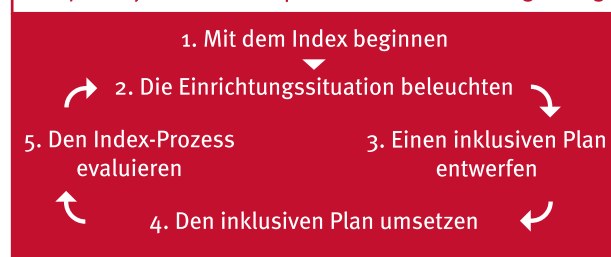 1. Mit dem Index beginnen
2. Die Einrichtungssituation beleuchten
3. Einen inklusiven Plan
entwerfen
4. Den inklusiven Plan umsetzen
5. Den Index-Prozess
evaluieren